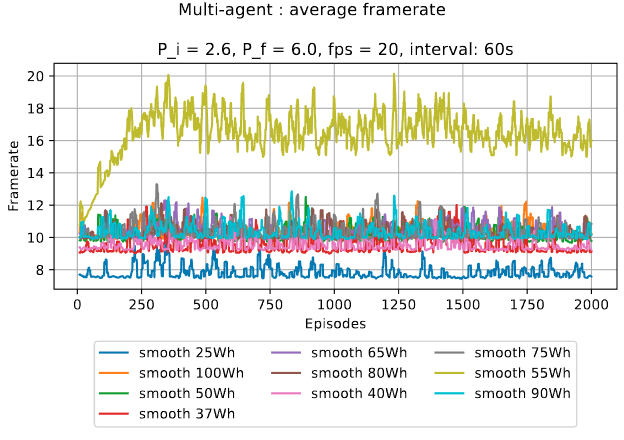 Multi-agent : average framerate
P_i = 2.6, P_f = 6.0, fps = 20, interval: 60s
Framerate
20
18
16
14
12
10
8
0 250 500 750 1000 1250 1500 1750 2000
Episodes
smooth 25Wh smooth 65Wh smooth 75Wh
smooth 100Wh smooth 80Wh smooth 55Wh
smooth 50Wh smooth 40Wh smooth 90Wh
smooth 37Wh